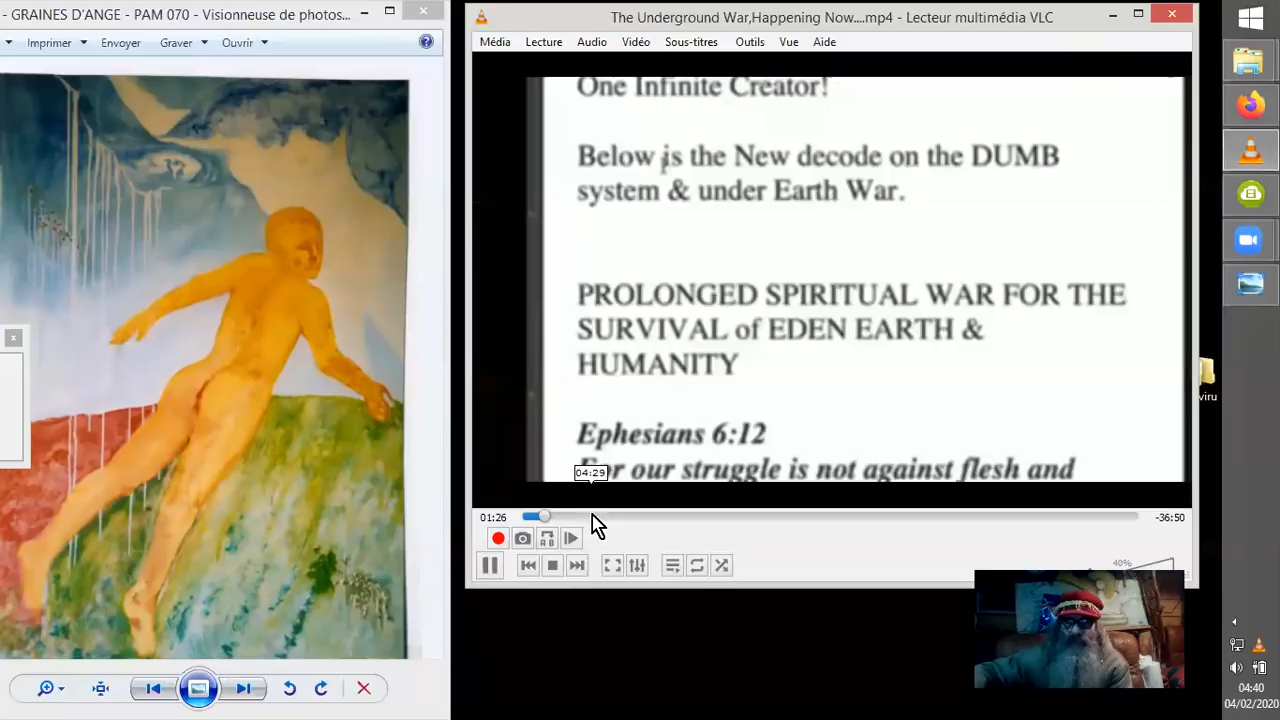 - GRAINES D'ANGE - PAM 070 - Visionneuse de photos...
Imprimer
Envoyer
Graver
Ouvrir
The Underground War,Happening Now....mp4 - Lecteur multimédia VLC
Média Lecture Audio Vidéo Sous-titres Outils Vue Aide
One Infinite Creator!
Below is the New decode on the DUMB
system & under Earth War.
PROLONGED SPIRITUAL WAR FOR THE
SURVIVAL of EDEN EARTH &
HUMANITY
Ephesians 6:12
For our struggle is not against flesh and
04:29
01:26
-36:50
AB
40%
viru
04:40
04/02/2020